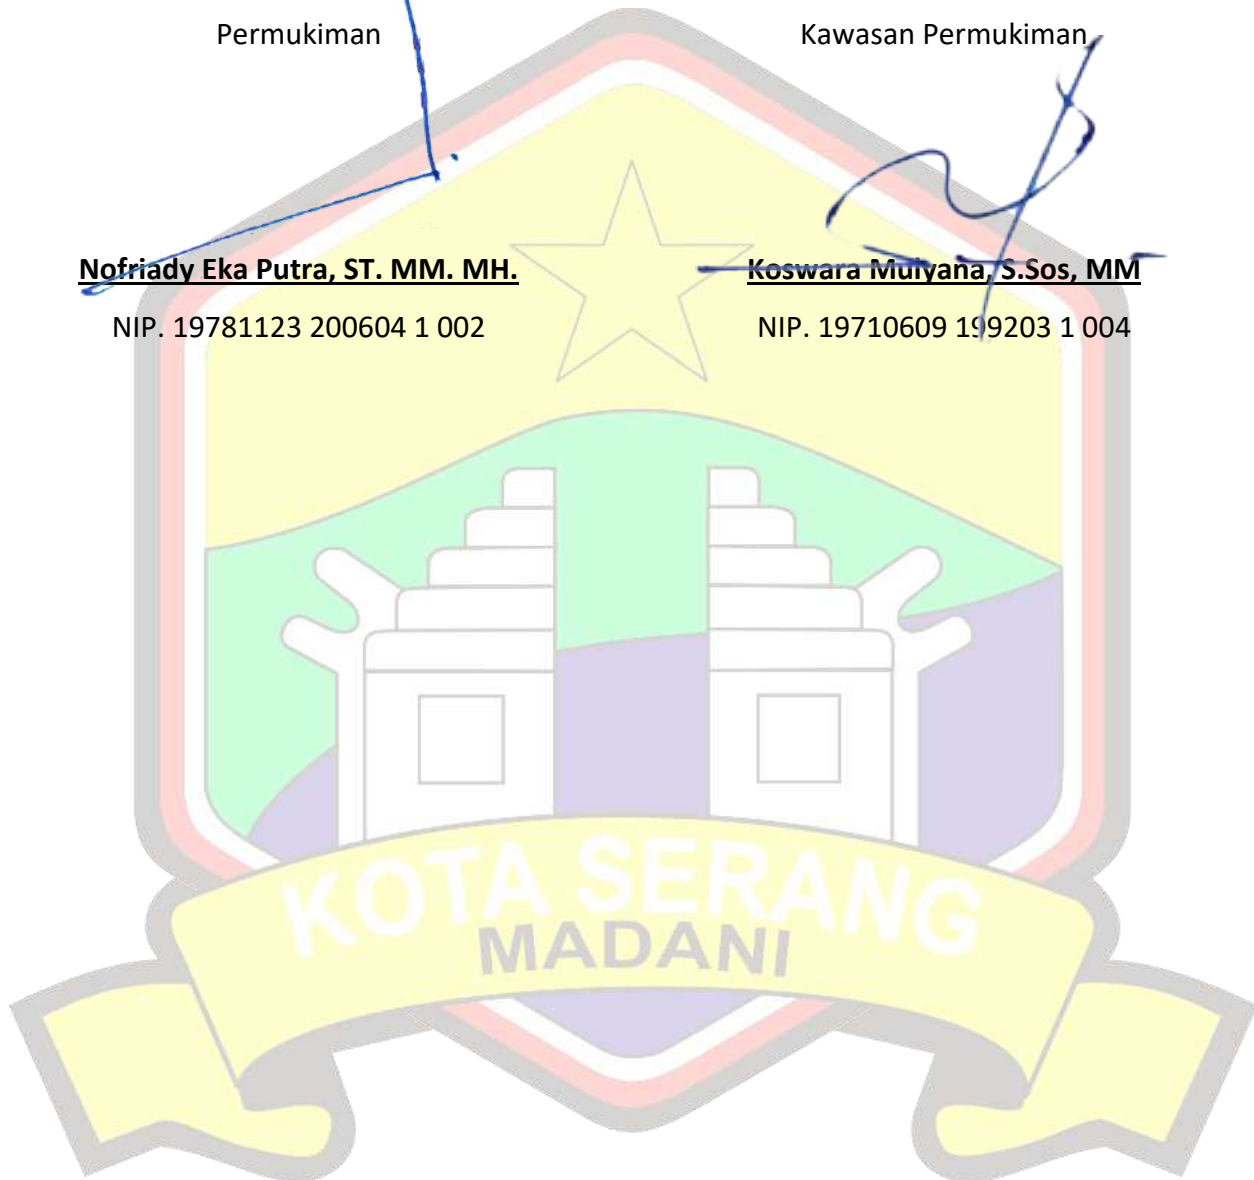 Permukiman
Kawasan Permukiman
Nofriady Eka Putra, ST. MM. MH.
Koswara Mulyana, S.Sos, MM
NIP. 19781123 200604 1 002
NIP. 19710609 199203 1 004
KOTA SERANG
MADANI